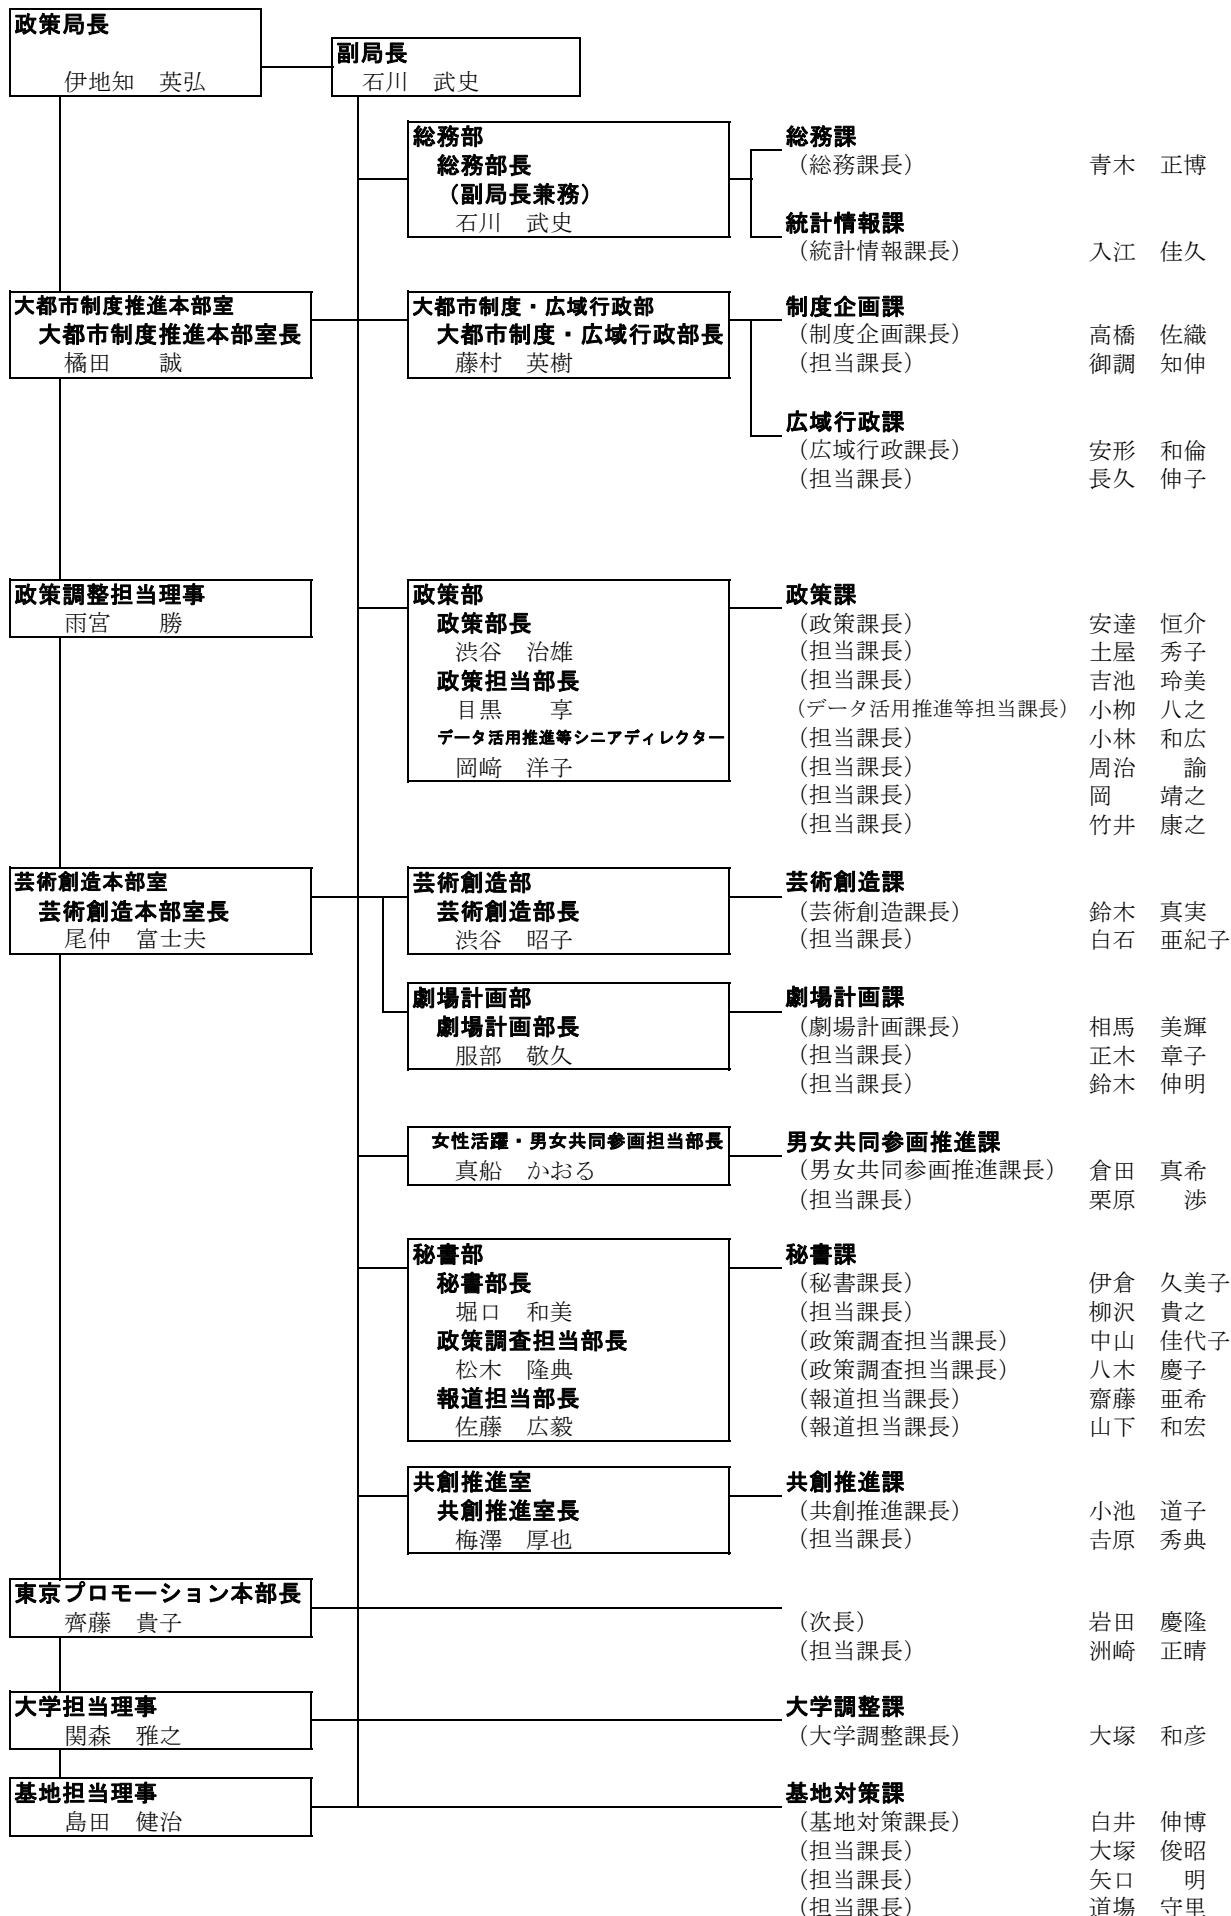 政策局長
伊地知　英弘
副局長
石川　武史
総務部
総務部長
（副局長兼務）
石川　武史
総務課
（総務課長）　青木　正博
統計情報課
（統計情報課長）　入江　佳久
大都市制度推進本部室
大都市制度推進本部室長
橘田　　誠
大都市制度・広域行政部
大都市制度・広域行政部長
藤村　英樹
制度企画課
（制度企画課長）　高橋　佐織
（担当課長）　御調　知伸
広域行政課
（広域行政課長）　安形　和倫
（担当課長）　長久　伸子
政策調整担当理事
雨宮　　勝
政策部
政策部長
渋谷　治雄
政策担当部長
目黒　　享
データ活用推進等シニアディレクター
岡﨑　洋子
政策課
（政策課長）　安達　恒介
（担当課長）　土屋　秀子
（担当課長）　吉池　玲美
（データ活用推進等担当課長）　小栁　八之
（担当課長）　小林　和広
（担当課長）　周治　　諭
（担当課長）　岡　　靖之
（担当課長）　竹井　康之
芸術創造本部室
芸術創造本部室長
尾仲　富士夫
芸術創造部
芸術創造部長
渋谷　昭子
芸術創造課
（芸術創造課長）　鈴木　真実
（担当課長）　白石　亜紀子
劇場計画部
劇場計画部長
服部　敬久
劇場計画課
（劇場計画課長）　相馬　美輝
（担当課長）　正木　章子
（担当課長）　鈴木　伸明
女性活躍・男女共同参画担当部長
真船　かおる
男女共同参画推進課
（男女共同参画推進課長）　倉田　真希
（担当課長）　栗原　　渉
秘書部
秘書部長
堀口　和美
政策調査担当部長
松木　隆典
報道担当部長
佐藤　広毅
秘書課
（秘書課長）　伊倉　久美子
（担当課長）　柳沢　貴之
（政策調査担当課長）　中山　佳代子
（政策調査担当課長）　八木　慶子
（報道担当課長）　齋藤　亜希
（報道担当課長）　山下　和宏
共創推進室
共創推進室長
梅澤　厚也
共創推進課
（共創推進課長）　小池　道子
（担当課長）　吉原　秀典
東京プロモーション本部長
齊藤　貴子
（次長）　岩田　慶隆
（担当課長）　洲崎　正晴
大学担当理事
関森　雅之
大学調整課
（大学調整課長）　大塚　和彦
基地担当理事
島田　健治
基地対策課
（基地対策課長）　白井　伸博
（担当課長）　大塚　俊昭
（担当課長）　矢口　　明
（担当課長）　道塲　守里